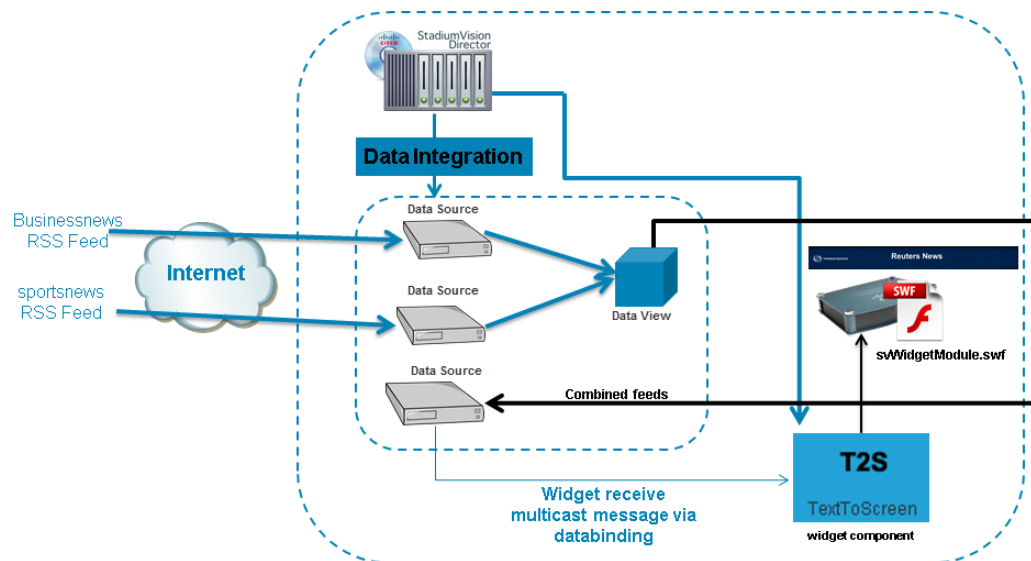 StadiumVision
Director
CISCO
Data Integration
Businessnews
RSS Feed
Internet
sportsnews
RSS Feed
Data Source
Data Source
Data View
Data Source
Combined feeds
Reuters News
SWF
svWidgetModule.swf
T2S
TextToScreen
widget component
Widget receive
multicast message via
databinding